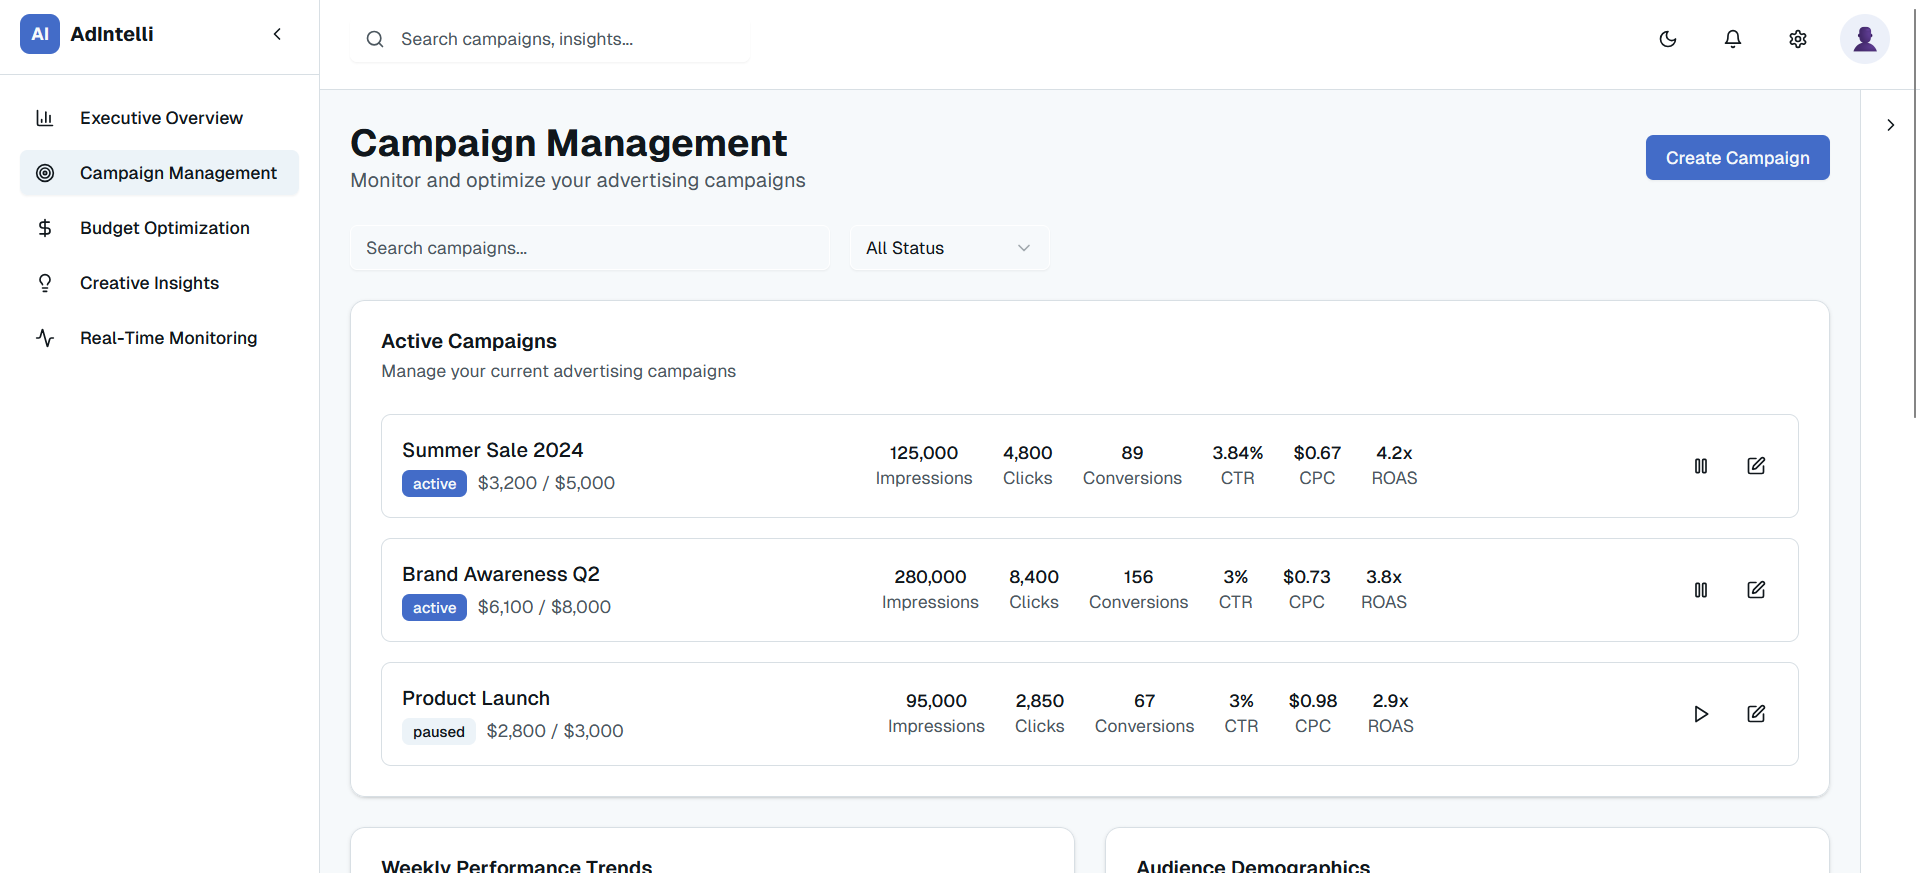 AI AdIntelli
Search campaigns, insights...
Executive Overview
Campaign Management
Budget Optimization
Creative Insights
Real-Time Monitoring
Campaign Management
Monitor and optimize your advertising campaigns
Create Campaign
Search campaigns...
All Status
Active Campaigns
Manage your current advertising campaigns
Summer Sale 2024
active $3,200 / $5,000
125,000 4,800 89 3.84% $0.67 4.2x
Impressions Clicks Conversions CTR CPC ROAS
Brand Awareness Q2
active $6,100 / $8,000
280,000 8,400 156 3% $0.73 3.8x
Impressions Clicks Conversions CTR CPC ROAS
Product Launch
paused $2,800 / $3,000
95,000 2,850 67 3% $0.98 2.9x
Impressions Clicks Conversions CTR CPC ROAS
Weekly Performance Trends
Audience Demographics